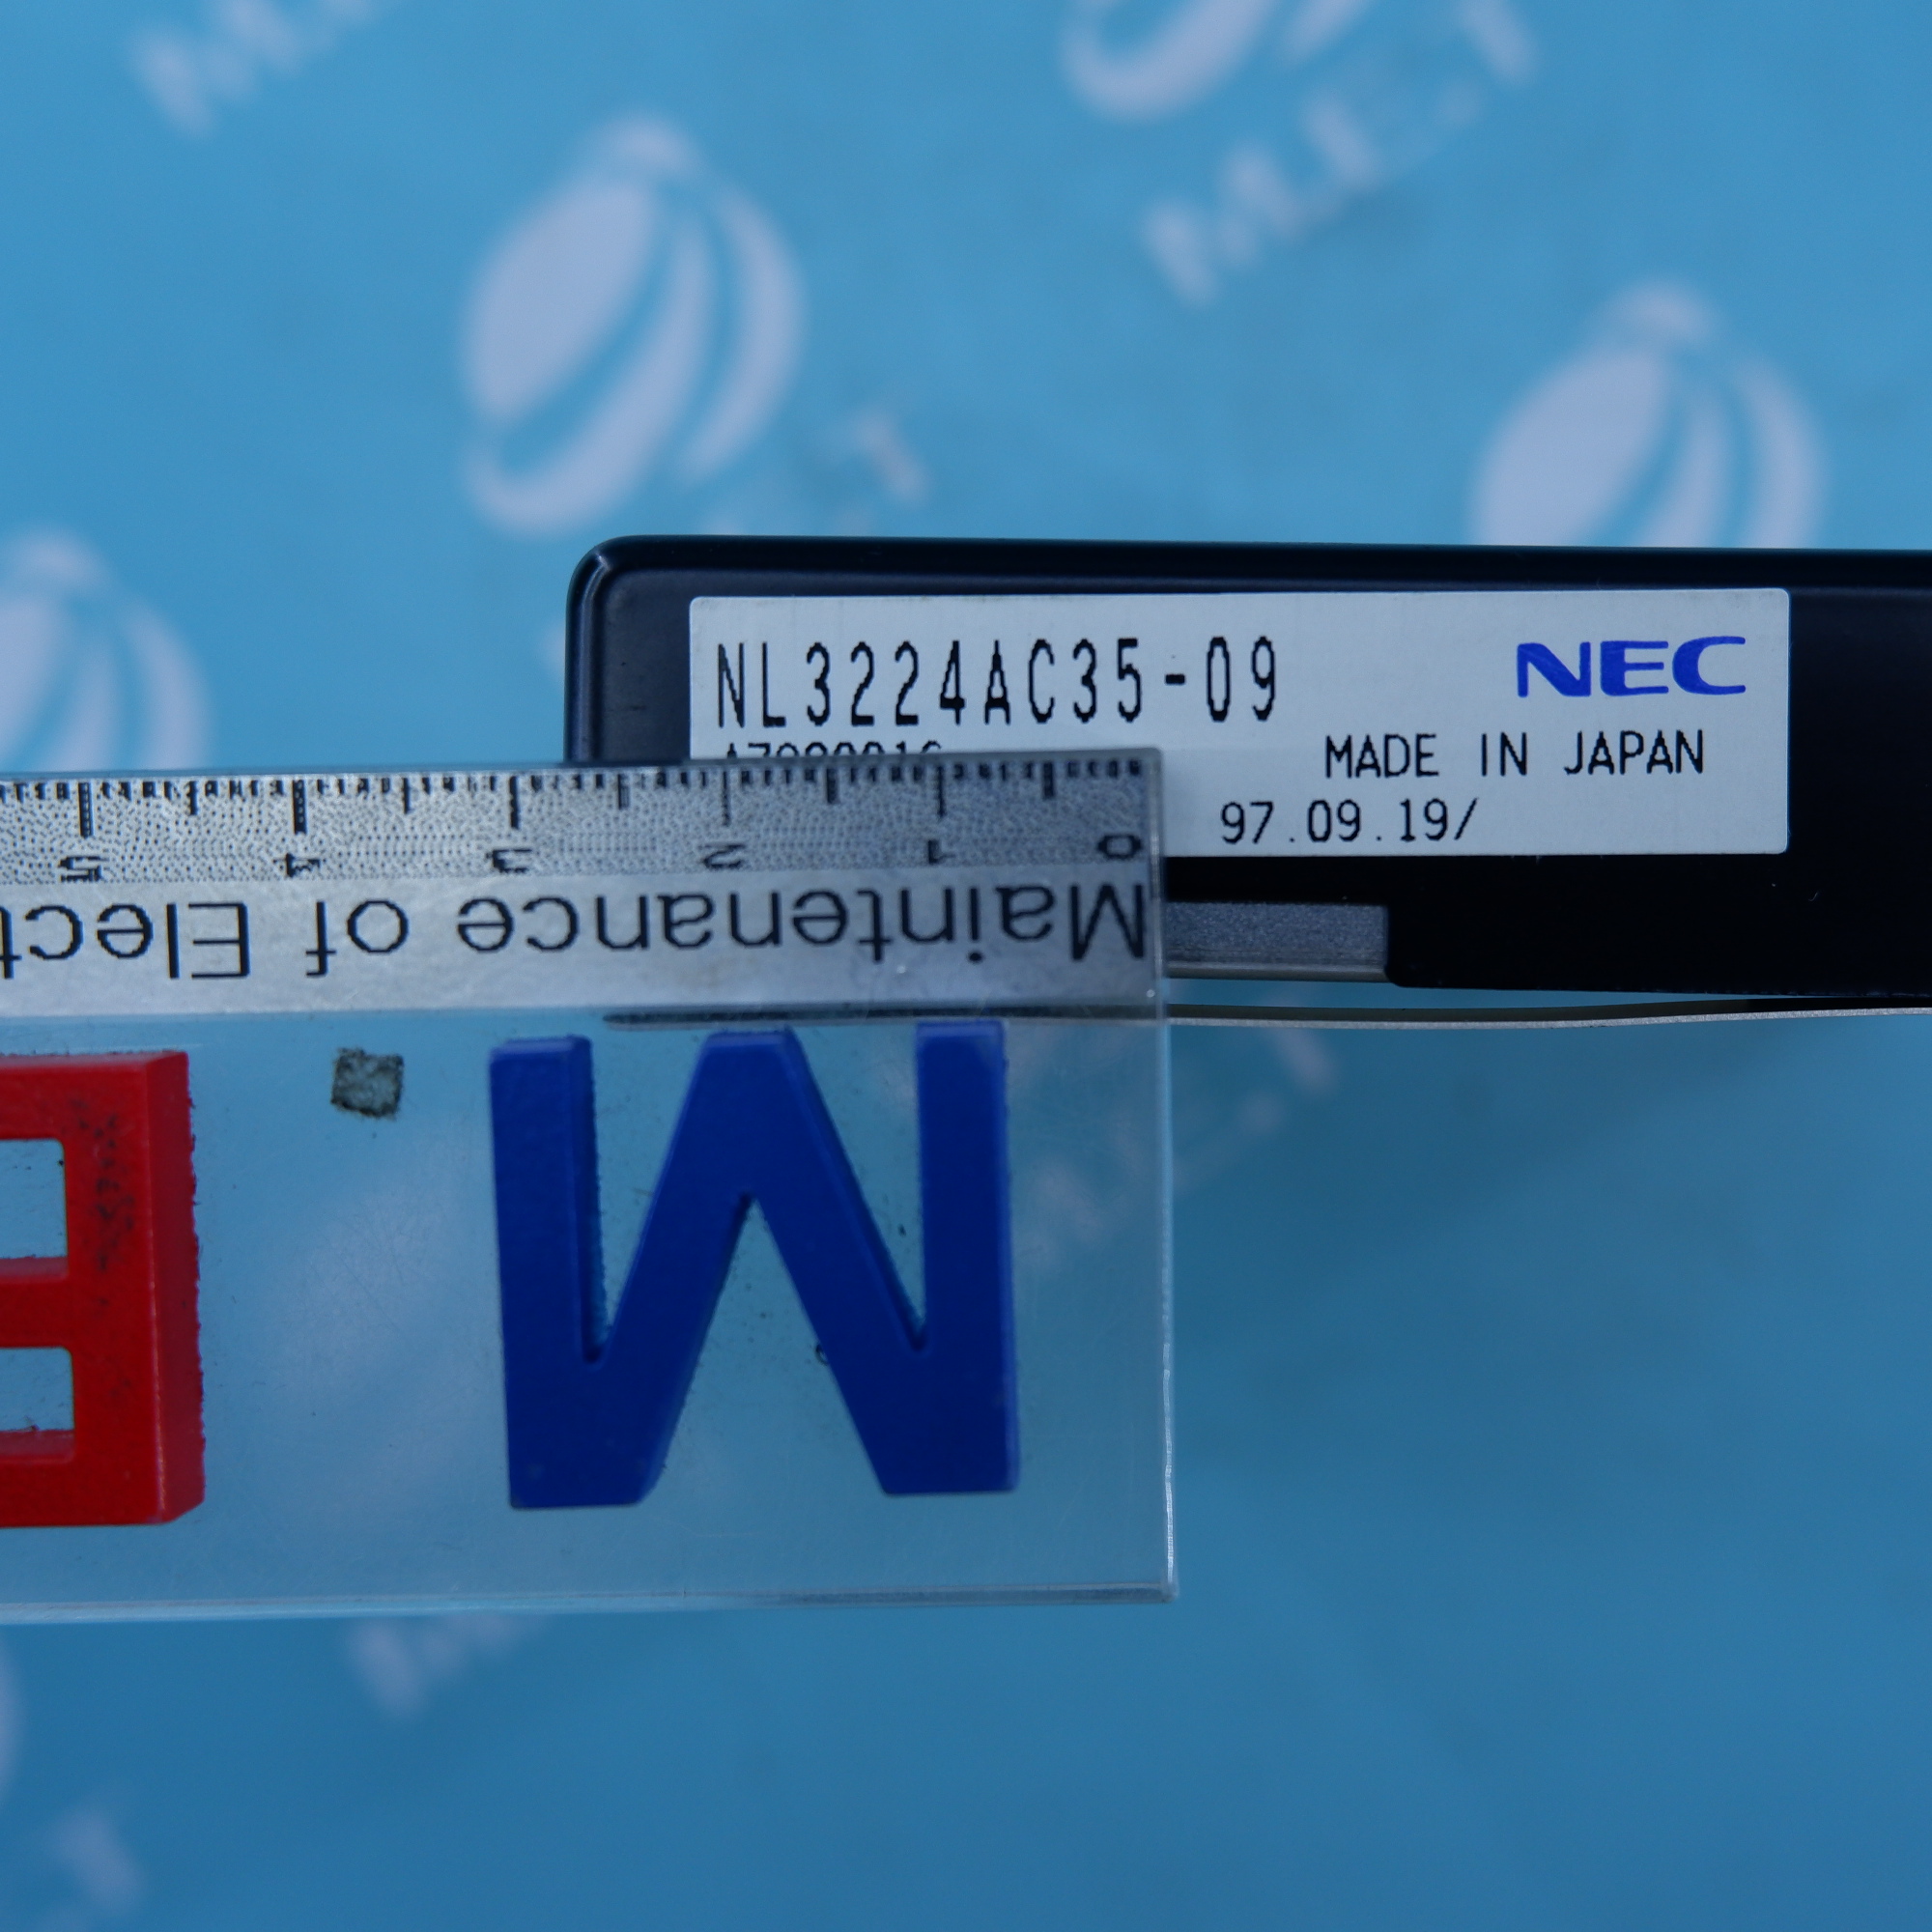 NL3224AC35-09
NEC
MADE IN JAPAN
97.09.19/
0 1 2 3 4 5
Maintenance of Elect
M
E
M.E.T